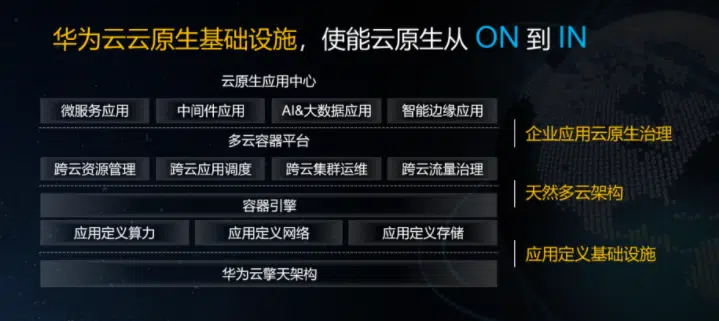 华为云云原生基础设施，使能云原生从 ON 到 IN
云原生应用中心
微服务应用 中间件应用 AI&大数据应用 智能边缘应用
多云容器平台
跨云资源管理 跨云应用调度 跨云集群运维 跨云流量治理
容器引擎
应用定义算力 应用定义网络 应用定义存储
华为云擎天架构
企业应用云原生治理
天然多云架构
应用定义基础设施